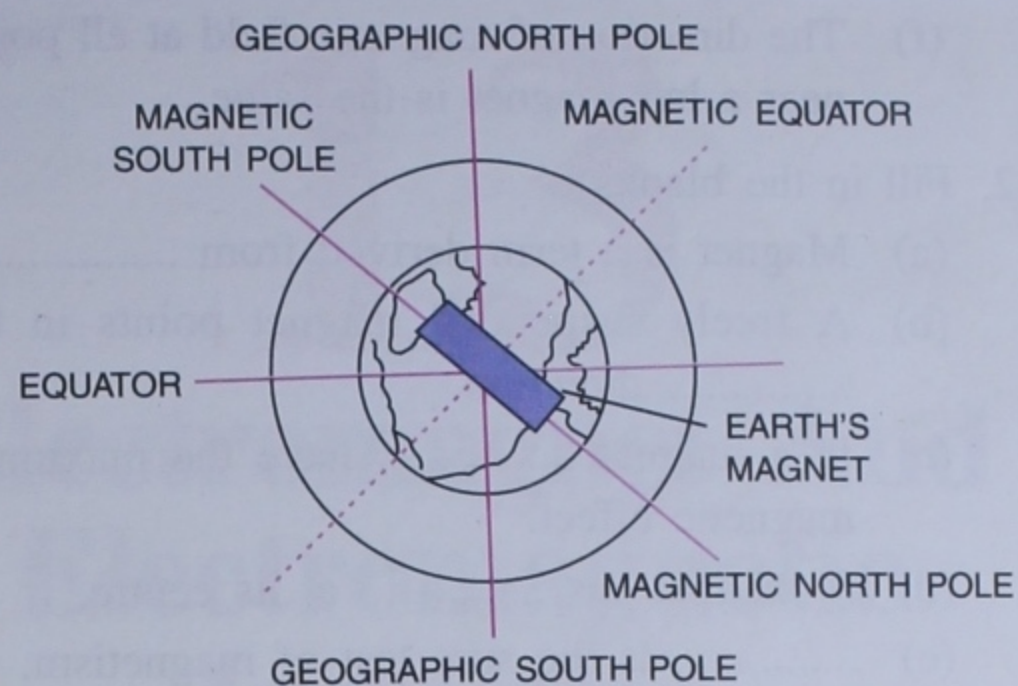 GEOGRAPHIC NORTH POLE
MAGNETIC
SOUTH POLE
MAGNETIC EQUATOR
EQUATOR
EARTH'S
MAGNET
MAGNETIC NORTH POLE
GEOGRAPHIC SOUTH POLE